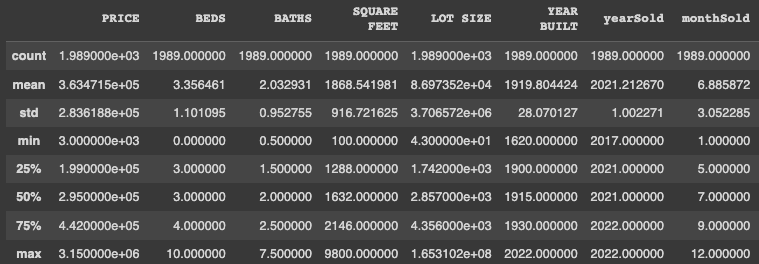 PRICE BEDS BATHS SQUARE FEET LOT SIZE YEAR BUILT yearSold monthSold
count 1.989000e+03 1989.000000 1989.000000 1989.000000 1.989000e+03 1989.000000 1989.000000 1989.000000
mean 3.634715e+05 3.356461 2.032931 1868.541981 8.697352e+04 1919.804424 2021.212670 6.885872
std 2.836188e+05 1.101095 0.952755 916.721625 3.706572e+06 28.070127 1.002271 3.052285
min 3.000000e+03 0.000000 0.500000 100.000000 4.300000e+01 1620.000000 2017.000000 1.000000
25% 1.990000e+05 3.000000 1.500000 1288.000000 1.742000e+03 1900.000000 2021.000000 5.000000
50% 2.950000e+05 3.000000 2.000000 1632.000000 2.857000e+03 1915.000000 2021.000000 7.000000
75% 4.420000e+05 4.000000 2.500000 2146.000000 4.356000e+03 1930.000000 2022.000000 9.000000
max 3.150000e+06 10.000000 7.500000 9800.000000 1.653102e+08 2022.000000 2022.000000 12.000000